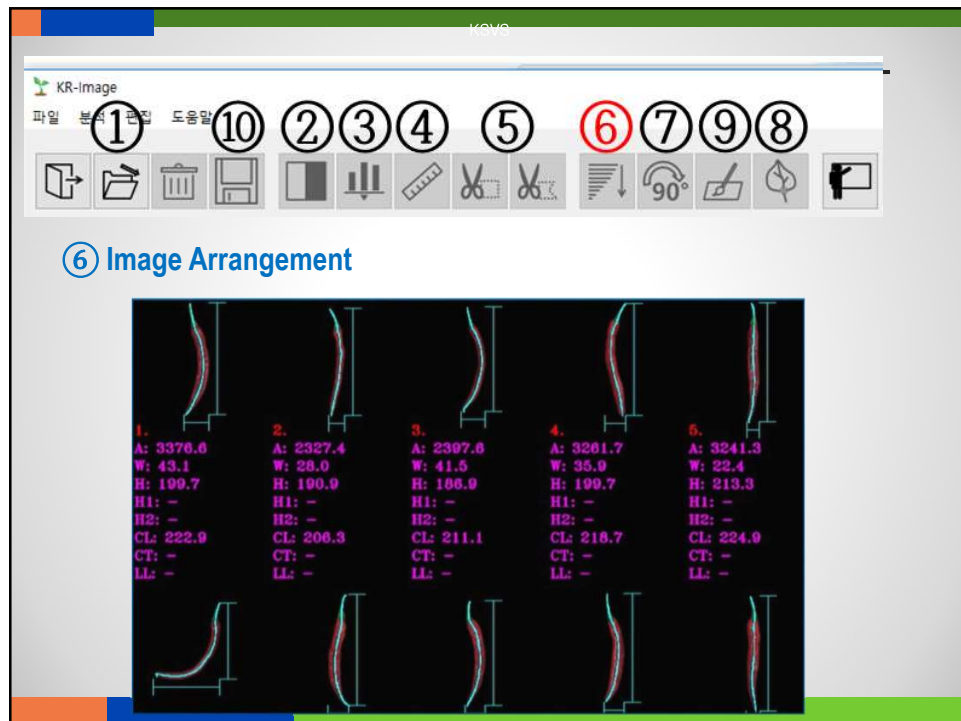 KSVS
KR-Image
파일 분석 편집 도움말
① ⑩ ② ③ ④ ⑤ ⑥ ⑦ ⑨ ⑧
90°
⑥ Image Arrangement
1. 2. 3. 4. 5.
A: 3376.6 A: 2327.4 A: 2397.6 A: 3261.7 A: 3241.3
W: 43.1 W: 28.0 W: 41.5 W: 35.9 W: 22.4
H: 199.7 H: 190.9 H: 186.9 H: 199.7 H: 213.3
H1: – H1: – H1: – H1: – H1: –
H2: – H2: – H2: – H2: – H2: –
CL: 222.9 CL: 206.3 CL: 211.1 CL: 218.7 CL: 224.9
CT: – CT: – CT: – CT: – CT: –
LL: – LL: – LL: – LL: – LL: –